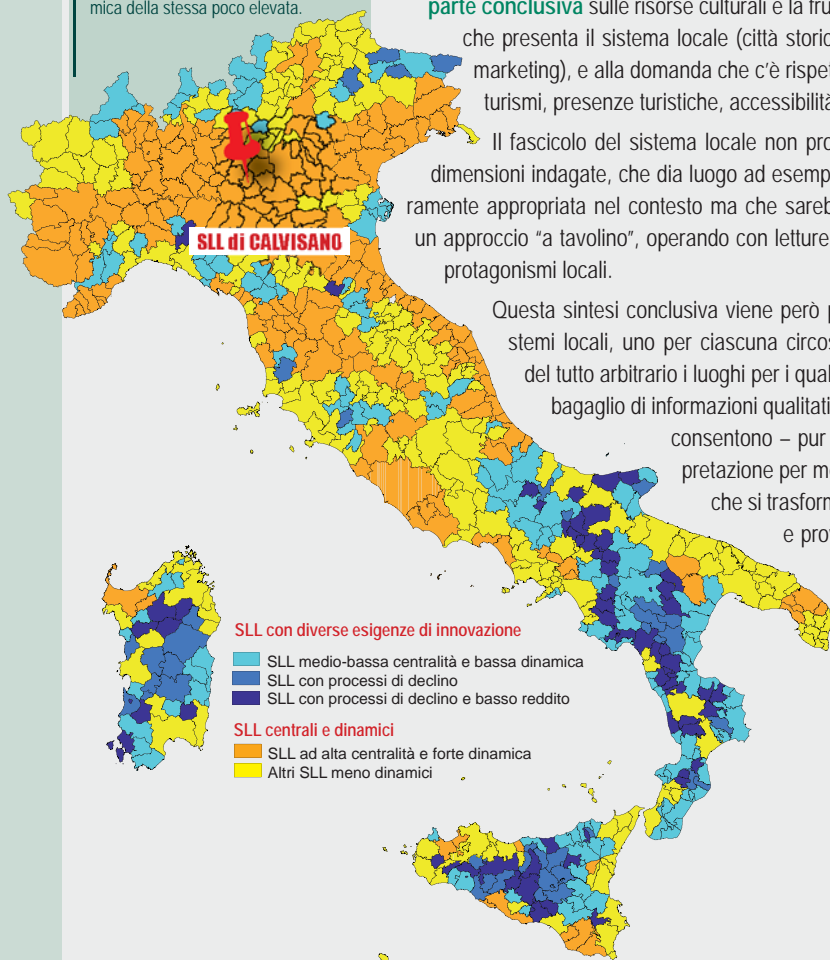 mica della stessa poco elevata.
parte conclusiva sulle risorse culturali e la fru
che presenta il sistema locale (città storic
marketing), e alla domanda che c'è rispet
turismi, presenze turistiche, accessibilità
Il fascicolo del sistema locale non pro
dimensioni indagate, che dia luogo ad esemp
ramente appropriata nel contesto ma che sareb
un approccio “a tavolino”, operando con letture
protagonismi locali.
Questa sintesi conclusiva viene però p
stemi locali, uno per ciascuna circos
del tutto arbitrario i luoghi per i qual
bagaglio di informazioni qualitati
consentono – pur
pretazione per me
che si trasform
e prot
SLL di CALVISANO
SLL con diverse esigenze di innovazione
SLL medio-bassa centralità e bassa dinamica
SLL con processi di declino
SLL con processi di declino e basso reddito
SLL centrali e dinamici
SLL ad alta centralità e forte dinamica
Altri SLL meno dinamici